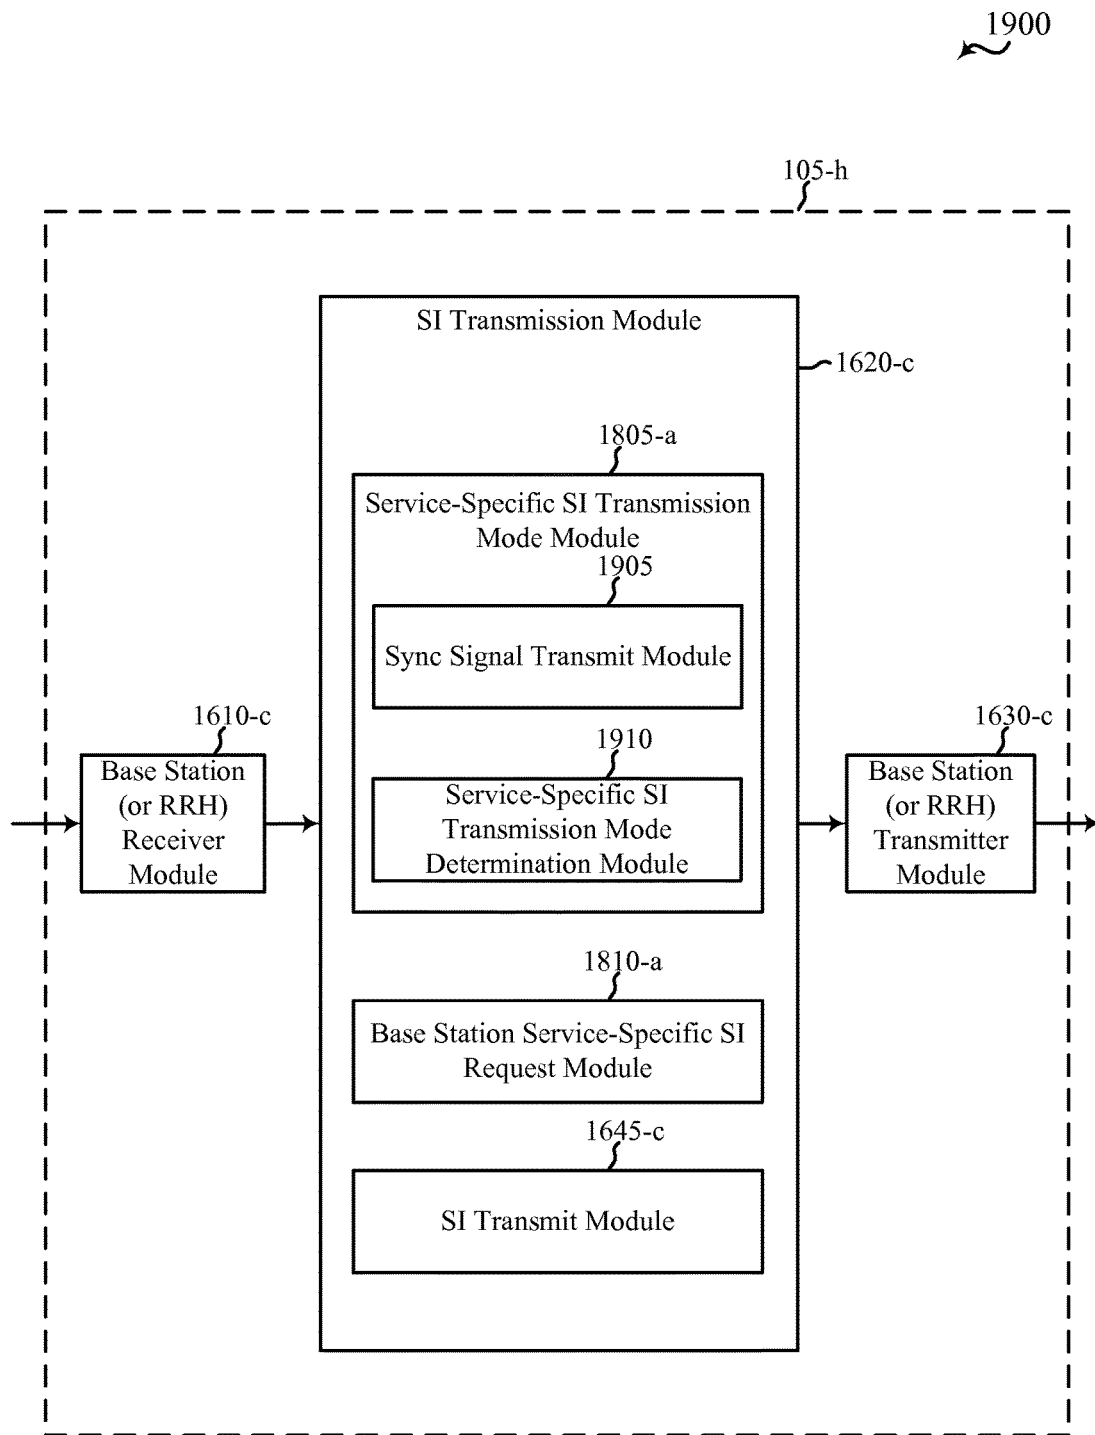 1900
105-h
SI Transmission Module
1620-c
1805-a
Service-Specific SI Transmission
Mode Module
1905
Sync Signal Transmit Module
1610-c
Base Station
(or RRH)
Receiver
Module
1910
Service-Specific SI
Transmission Mode
Determination Module
1630-c
Base Station
(or RRH)
Transmitter
Module
1810-a
Base Station Service-Specific SI
Request Module
1645-c
SI Transmit Module